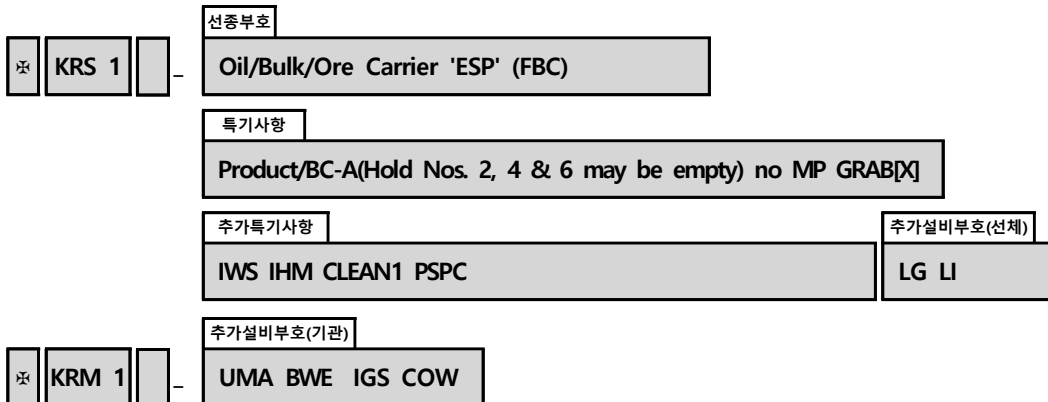 선종부호
✠ KRS 1 _ Oil/Bulk/Ore Carrier 'ESP' (FBC)
특기사항
Product/BC-A(Hold Nos. 2, 4 & 6 may be empty) no MP GRAB[X]
추가특기사항 추가설비부호(선체)
IWS IHM CLEAN1 PSPC LG LI
추가설비부호(기관)
✠ KRM 1 _ UMA BWE IGS COW